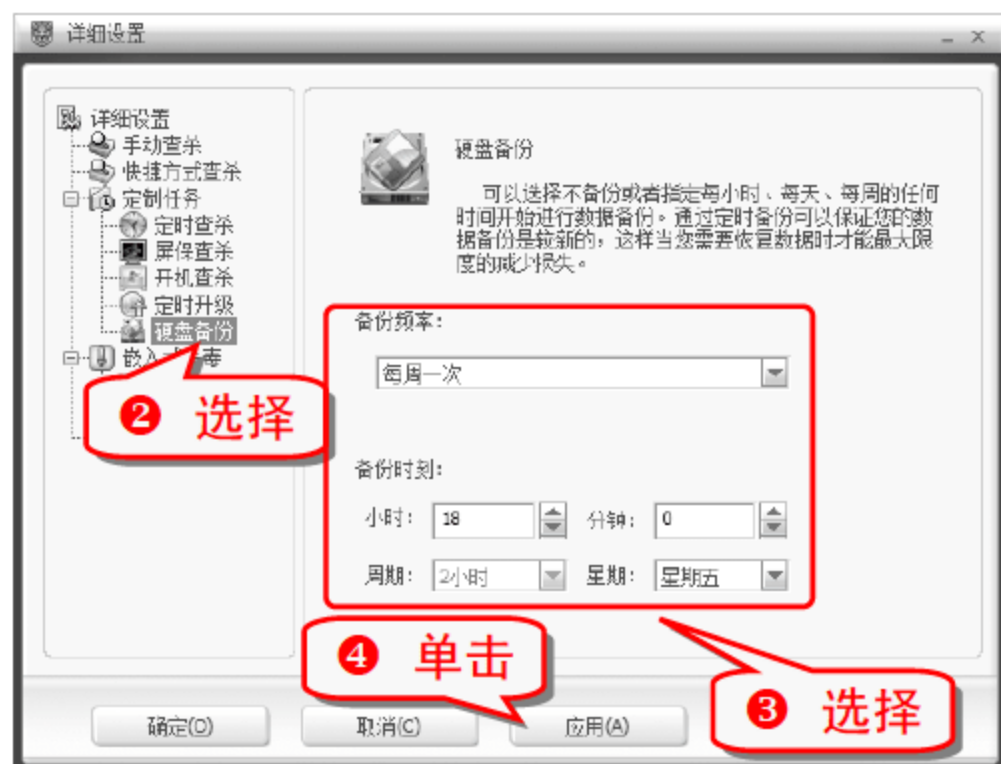 详细设置
详细设置
手动查杀
快捷方式查杀
定制任务
定时查杀
屏保查杀
开机查杀
定时升级
硬盘备份
嵌入式
毒
❷ 选择
硬盘备份
可以选择不备份或者指定每小时、每天、每周的任何
时间开始进行数据备份。通过定时备份可以保证您的数
据备份是较新的，这样当您需要恢复数据时才能最大限
度的减少损失。
备份频率：
每周一次
备份时刻：
小时： 18 分钟： 0
周期： 2小时 星期： 星期五
❹ 单击
❸ 选择
确定(O) 取消(C) 应用(A)